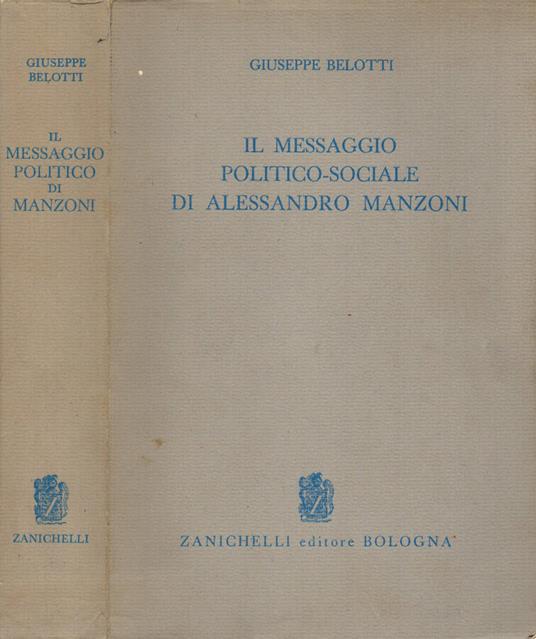 GIUSEPPE
BELOTTI
IL
MESSAGGIO
POLITICO
DI
MANZONI
ZANICHELLI
GIUSEPPE BELOTTI
IL MESSAGGIO
POLITICO-SOCIALE
DI ALESSANDRO MANZONI
ZANICHELLI editore BOLOGNA